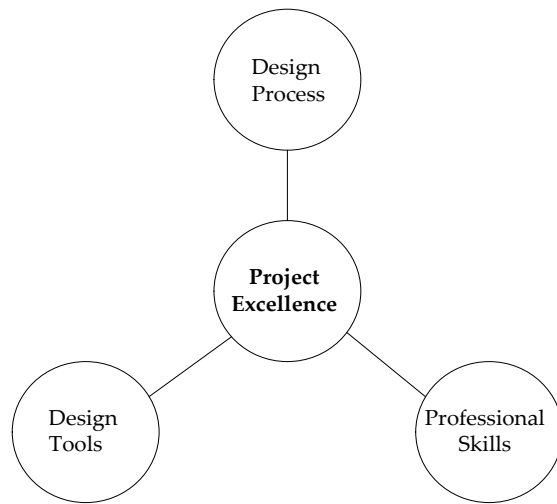 Design
Process
Project
Excellence
Design
Tools
Professional
Skills